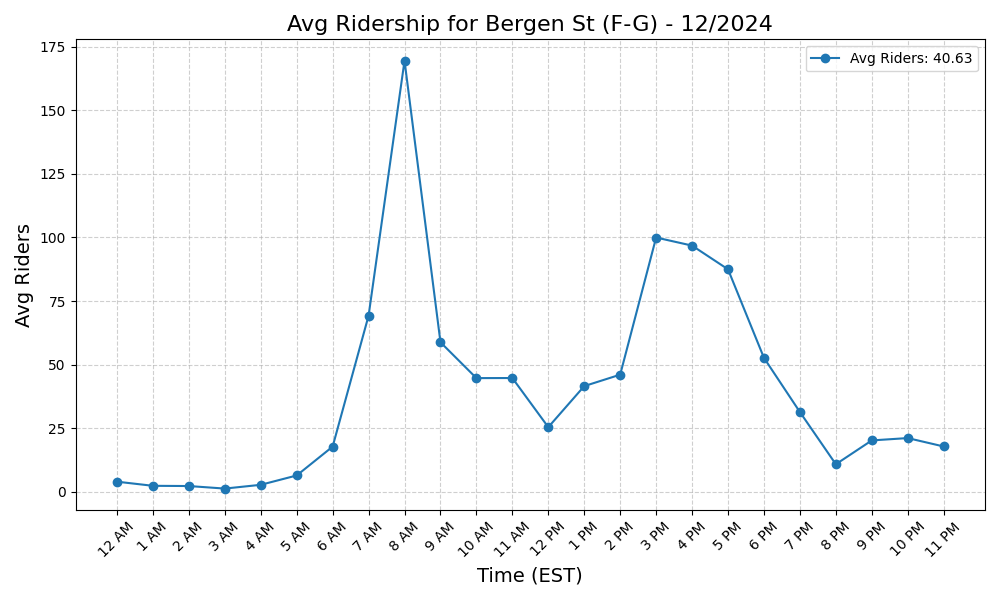 Avg Ridership for Bergen St (F-G) - 12/2024
Avg Riders: 40.63
Avg Riders
175
150
125
100
75
50
25
0
12 AM
1 AM
2 AM
3 AM
4 AM
5 AM
6 AM
7 AM
8 AM
9 AM
10 AM
11 AM
12 PM
1 PM
2 PM
3 PM
4 PM
5 PM
6 PM
7 PM
8 PM
9 PM
10 PM
11 PM
Time (EST)